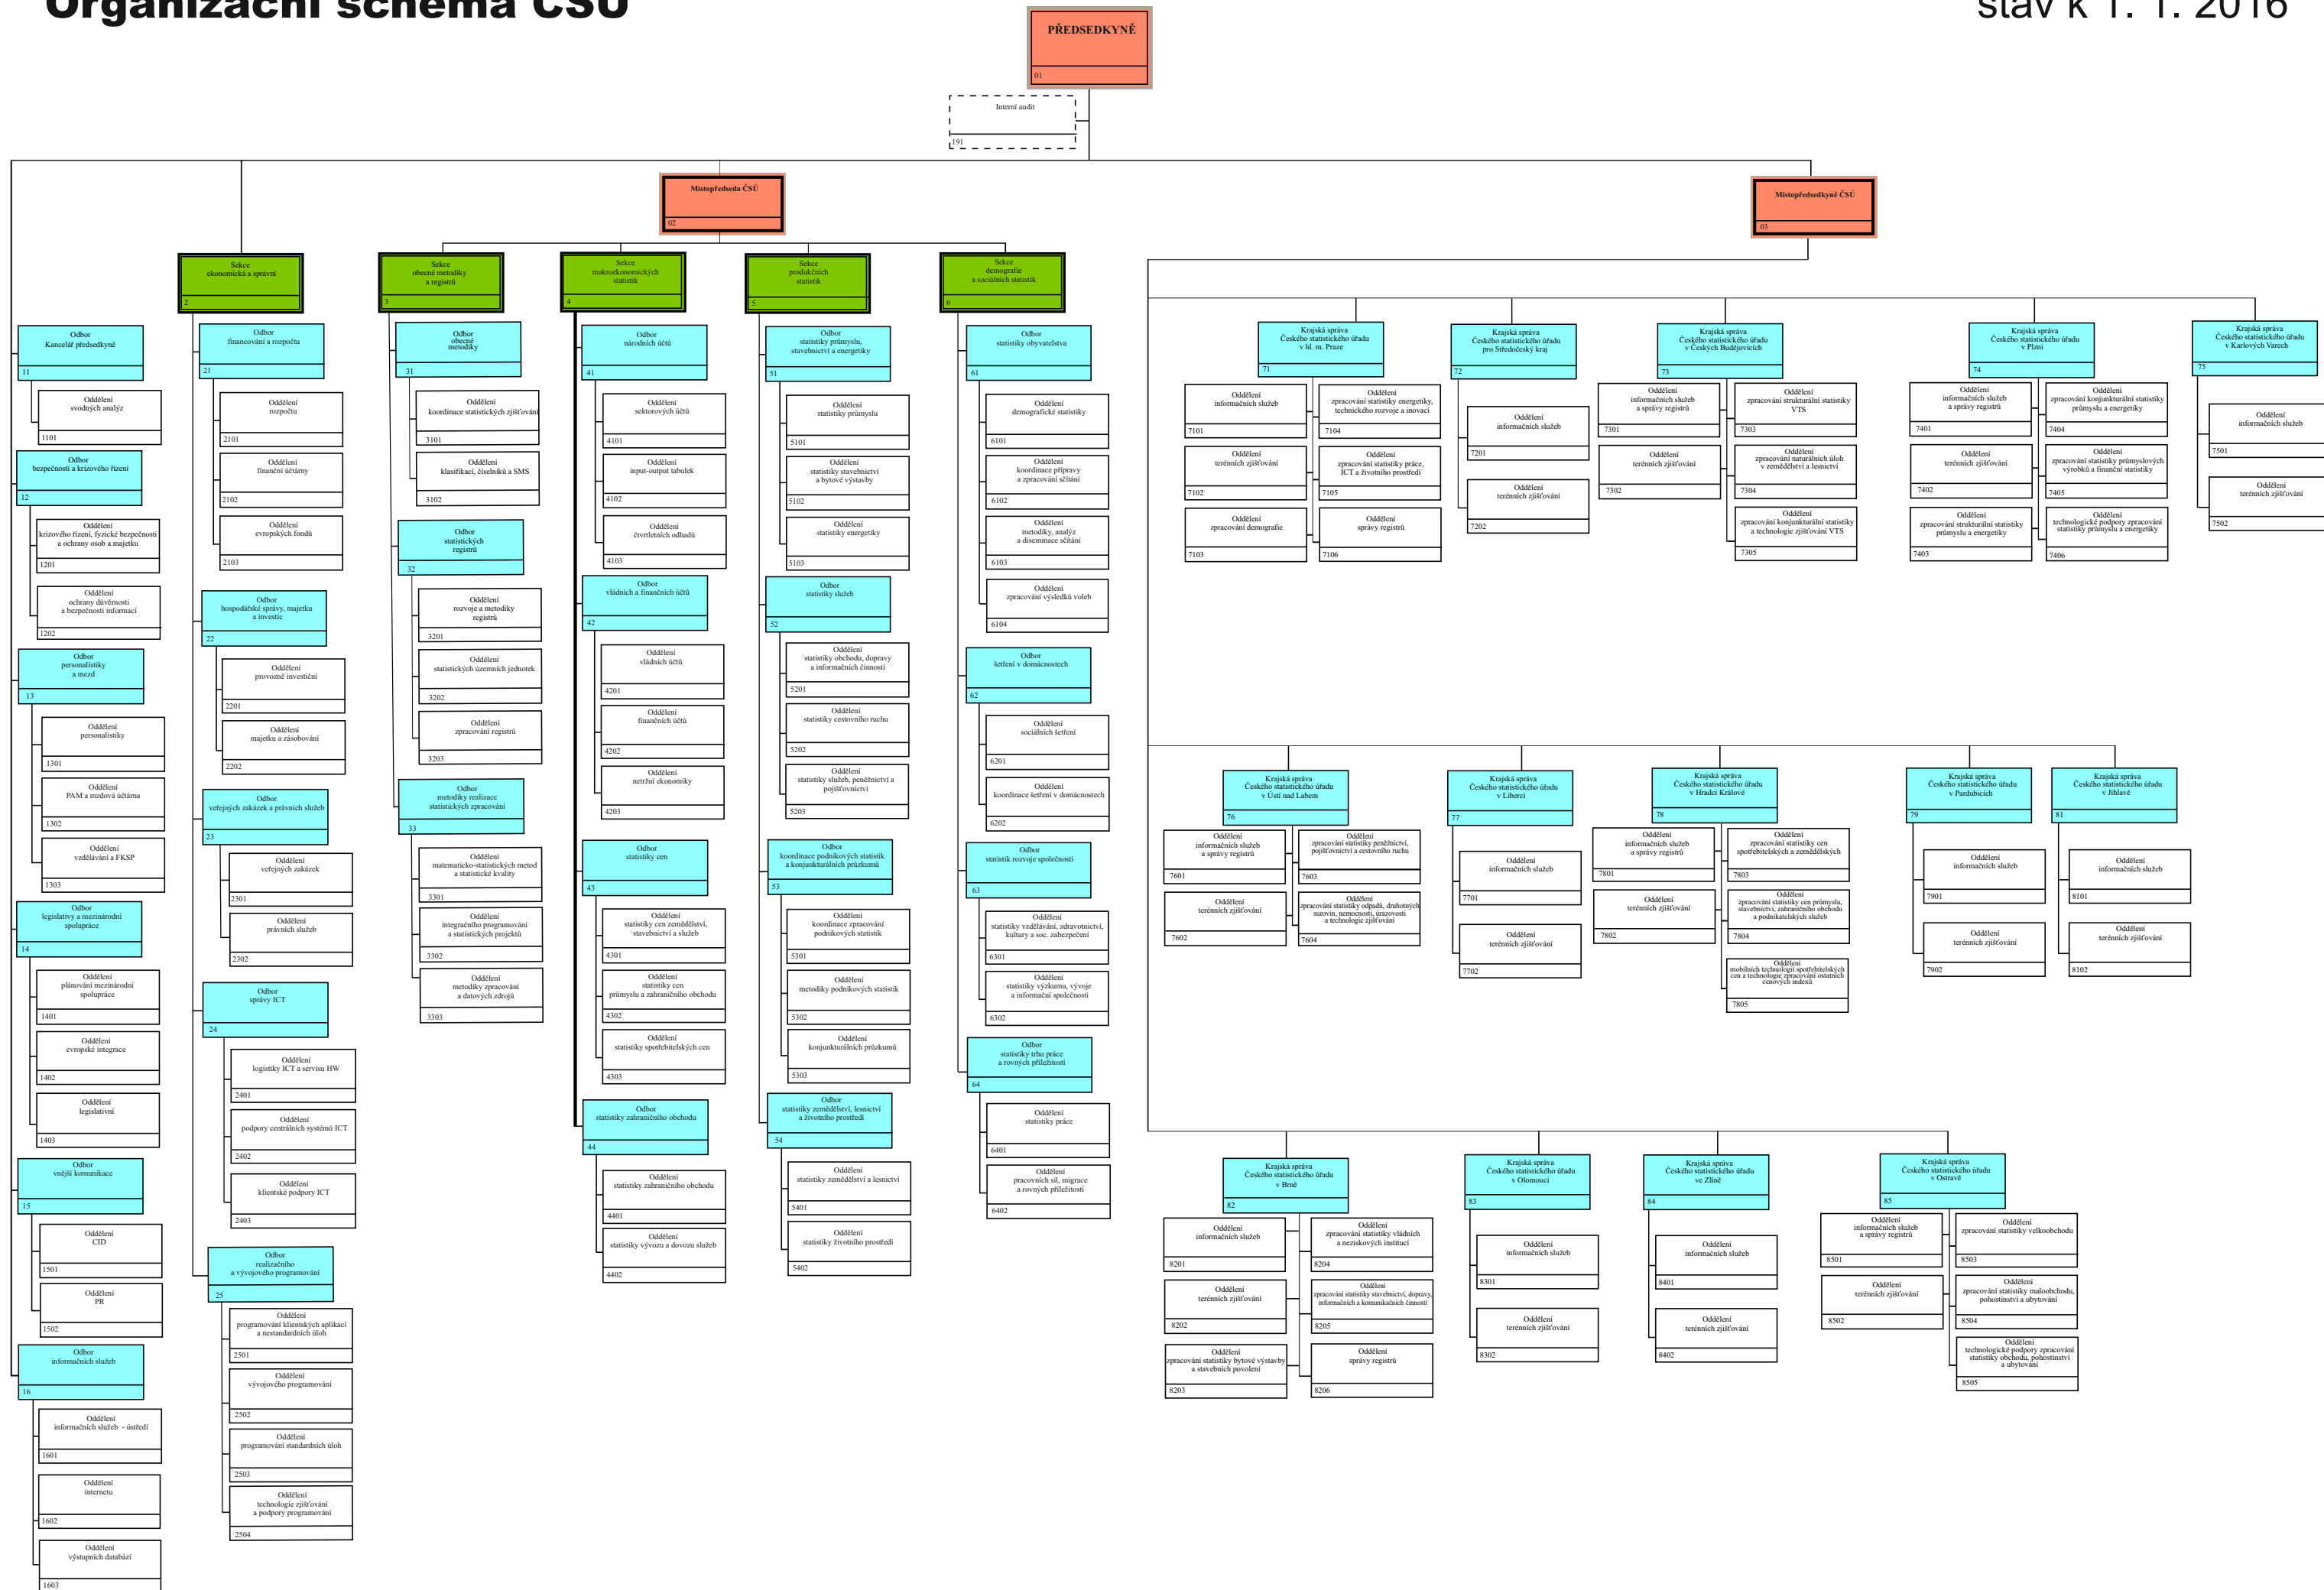 Organizační schéma ČSÚ
stav k 1. 1. 2016
PŘEDSEDKYNĚ
01
Interní audit
191
Místopředseda ČSÚ
02
Místopředsedkyně ČSÚ
03
Sekce
ekonomická a správní
2
Sekce
obecné metodiky
a registrů
3
Sekce
makroekonomických
statistik
4
Sekce
produkčních
statistik
5
Sekce
demografie
a sociálních statistik
6
Odbor
Kancelář předsedkyně
11
Oddělení
svodných analýz
1101
Odbor
bezpečnosti a krizového řízení
12
Oddělení
krizového řízení, fyzické bezpečnosti
a ochrany osob a majetku
1201
Oddělení
ochrany důvěrnosti
a bezpečnosti informací
1202
Odbor
personalistiky
a mezd
13
Oddělení
personalistiky
1301
Oddělení
PAM a mzdová účtárna
1302
Oddělení
vzdělávání a FKSP
1303
Odbor
legislativy a mezinárodní
spolupráce
14
Oddělení
plánování mezinárodní
spolupráce
1401
Oddělení
evropské integrace
1402
Oddělení
legislativní
1403
Odbor
vnější komunikace
15
Oddělení
CID
1501
Oddělení
PR
1502
Odbor
informačních služeb
16
Oddělení
informačních služeb - ústředí
1601
Oddělení
internetu
1602
Oddělení
výstupních databází
1603
Odbor
financování a rozpočtu
21
Oddělení
rozpočtu
2101
Oddělení
finanční účtárny
2102
Oddělení
evropských fondů
2103
Odbor
hospodářské správy, majetku
a investic
22
Oddělení
provozně investiční
2201
Oddělení
majetku a zásobování
2202
Odbor
veřejných zakázek a právních služeb
23
Oddělení
veřejných zakázek
2301
Oddělení
právních služeb
2302
Odbor
správy ICT
24
Oddělení
logistiky ICT a servisu HW
2401
Oddělení
podpory centrálních systémů ICT
2402
Oddělení
klientské podpory ICT
2403
Odbor
realizačního
a vývojového programování
25
Oddělení
programování klientských aplikací
a nestandardních úloh
2501
Oddělení
vývojového programování
2502
Oddělení
programování standardních úloh
2503
Oddělení
technologie zjišťování
a podpory programování
2504
Odbor
obecné
metodiky
31
Oddělení
koordinace statistických zjišťování
3101
Oddělení
klasifikací, číselníků a SMS
3102
Odbor
statistických
registrů
32
Oddělení
rozvoje a metodiky
registrů
3201
Oddělení
statistických územních jednotek
3202
Oddělení
zpracování registrů
3203
Odbor
metodiky realizace
statistických zpracování
33
Oddělení
matematicko-statistických metod
a statistické kvality
3301
Oddělení
integračního programování
a statistických projektů
3302
Oddělení
metodiky zpracování
a datových zdrojů
3303
Odbor
národních účtů
41
Oddělení
sektorových účtů
4101
Oddělení
input-output tabulek
4102
Oddělení
čtvrtletních odhadů
4103
Odbor
vládních a finančních účtů
42
Oddělení
vládních účtů
4201
Oddělení
finančních účtů
4202
Oddělení
netržní ekonomiky
4203
Odbor
statistiky cen
43
Oddělení
statistiky cen zemědělství,
stavebnictví a služeb
4301
Oddělení
statistiky cen
průmyslu a zahraničního obchodu
4302
Oddělení
statistiky spotřebitelských cen
4303
Odbor
statistiky zahraničního obchodu
44
Oddělení
statistiky zahraničního obchodu
4401
Oddělení
statistiky vývozu a dovozu služeb
4402
Odbor
statistiky průmyslu,
stavebnictví a energetiky
51
Oddělení
statistiky průmyslu
5101
Oddělení
statistiky stavebnictví
a bytové výstavby
5102
Oddělení
statistiky energetiky
5103
Odbor
statistiky služeb
52
Oddělení
statistiky obchodu, dopravy
a informačních činností
5201
Oddělení
statistiky cestovního ruchu
5202
Oddělení
statistiky služeb, peněžnictví a
pojišťovnictví
5203
Odbor
koordinace podnikových statistik
a konjunkturálních průzkumů
53
Oddělení
koordinace zpracování
podnikových statistik
5301
Oddělení
metodiky podnikových statistik
5302
Oddělení
konjunkturálních průzkumů
5303
Odbor
statistiky zemědělství, lesnictví
a životního prostředí
54
Oddělení
statistiky zemědělství a lesnictví
5401
Oddělení
statistiky životního prostředí
5402
Odbor
statistiky obyvatelstva
61
Oddělení
demografické statistiky
6101
Oddělení
koordinace přípravy
a zpracování sčítání
6102
Oddělení
metodiky, analýz
a diseminace sčítání
6103
Oddělení
zpracování výsledků voleb
6104
Odbor
šetření v domácnostech
62
Oddělení
sociálních šetření
6201
Oddělení
koordinace šetření v domácnostech
6202
Odbor
statistik rozvoje společnosti
63
Oddělení
statistiky vzdělávání, zdravotnictví,
kultury a soc. zabezpečení
6301
Oddělení
statistiky výzkumu, vývoje
a informační společnosti
6302
Odbor
statistiky trhu práce
a rovných příležitostí
64
Oddělení
statistiky práce
6401
Oddělení
pracovních sil, migrace
a rovných příležitostí
6402
Krajská správa
Českého statistického úřadu
v hl. m. Praze
71
Oddělení
informačních služeb
7101
Oddělení
terénních zjišťování
7102
Oddělení
zpracování demografie
7103
Oddělení
zpracování statistiky energetiky,
technického rozvoje a inovací
7104
Oddělení
zpracování statistiky práce,
ICT a životního prostředí
7105
Oddělení
správy registrů
7106
Krajská správa
Českého statistického úřadu
pro Středočeský kraj
72
Oddělení
informačních služeb
7201
Oddělení
terénních zjišťování
7202
Krajská správa
Českého statistického úřadu
v Českých Budějovicích
73
Oddělení
informačních služeb
a správy registrů
7301
Oddělení
terénních zjišťování
7302
Oddělení
zpracování strukturální statistiky
VTS
7303
Oddělení
zpracování naturálních úloh
v zemědělství a lesnictví
7304
Oddělení
zpracování konjunkturální statistiky
a technologie zjišťování VTS
7305
Krajská správa
Českého statistického úřadu
v Plzni
74
Oddělení
informačních služeb
a správy registrů
7401
Oddělení
terénních zjišťování
7402
Oddělení
zpracování strukturální statistiky
průmyslu a energetiky
7403
Oddělení
zpracování konjunkturální statistiky
průmyslu a energetiky
7404
Oddělení
zpracování statistiky průmyslových
výrobků a finanční statistiky
7405
Oddělení
technologické podpory zpracování
statistiky průmyslu a energetiky
7406
Krajská správa
Českého statistického úřadu
v Karlových Varech
75
Oddělení
informačních služeb
7501
Oddělení
terénních zjišťování
7502
Krajská správa
Českého statistického úřadu
v Ústí nad Labem
76
Oddělení
informačních služeb
a správy registrů
7601
Oddělení
terénních zjišťování
7602
Oddělení
zpracování statistiky peněžnictví,
pojišťovnictví a cestovního ruchu
7603
Oddělení
zpracování statistiky odpadů, druhotných
surovin, nemocnosti, úrazovosti
a technologie zjišťování
7604
Krajská správa
Českého statistického úřadu
v Liberci
77
Oddělení
informačních služeb
7701
Oddělení
terénních zjišťování
7702
Krajská správa
Českého statistického úřadu
v Hradci Králové
78
Oddělení
informačních služeb
a správy registrů
7801
Oddělení
terénních zjišťování
7802
Oddělení
zpracování statistiky cen
spotřebitelských a zemědělských
7803
Oddělení
zpracování statistiky cen průmyslu,
stavebnictví, zahraničního obchodu
a podnikatelských služeb
7804
Oddělení
mobilních technologií spotřebitelských
cen a technologie zpracování ostatních
cenových indexů
7805
Krajská správa
Českého statistického úřadu
v Pardubicích
79
Oddělení
informačních služeb
7901
Oddělení
terénních zjišťování
7902
Krajská správa
Českého statistického úřadu
v Jihlavě
81
Oddělení
informačních služeb
8101
Oddělení
terénních zjišťování
8102
Krajská správa
Českého statistického úřadu
v Brně
82
Oddělení
informačních služeb
8201
Oddělení
terénních zjišťování
8202
Oddělení
zpracování statistiky bytové výstavby
a stavebních povolení
8203
Oddělení
zpracování statistiky vládních
a neziskových institucí
8204
Oddělení
zpracování statistiky stavebnictví, dopravy,
informačních a komunikačních činností
8205
Oddělení
správy registrů
8206
Krajská správa
Českého statistického úřadu
v Olomouci
83
Oddělení
informačních služeb
8301
Oddělení
terénních zjišťování
8302
Krajská správa
Českého statistického úřadu
ve Zlíně
84
Oddělení
informačních služeb
8401
Oddělení
terénních zjišťování
8402
Krajská správa
Českého statistického úřadu
v Ostravě
85
Oddělení
informačních služeb
a správy registrů
8501
Oddělení
terénních zjišťování
8502
Oddělení
zpracování statistiky velkoobchodu
8503
Oddělení
zpracování statistiky maloobchodu,
pohostinství a ubytování
8504
Oddělení
technologické podpory zpracování
statistiky obchodu, pohostinství
a ubytování
8505